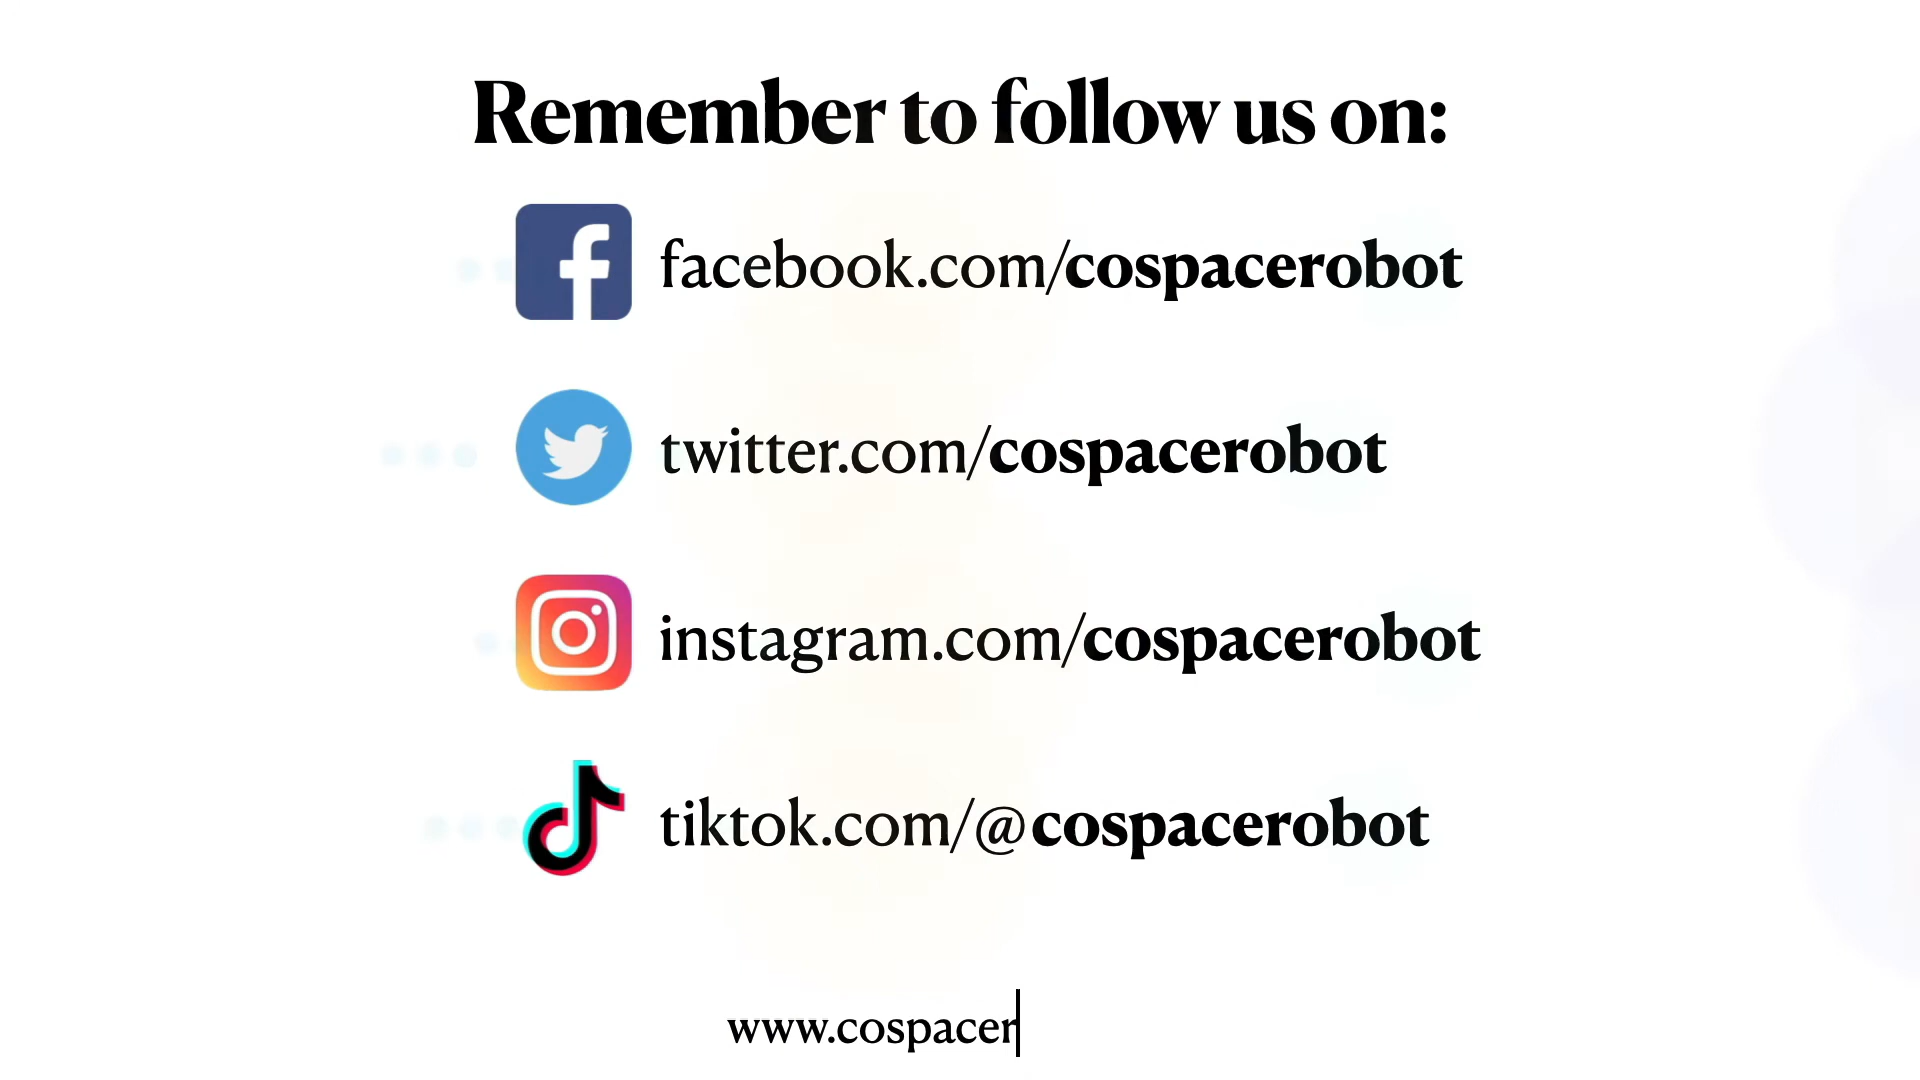 Remember to follow us on:
facebook.com/cospacerobot
twitter.com/cospacerobot
instagram.com/cospacerobot
tiktok.com/@cospacerobot
www.cospacer